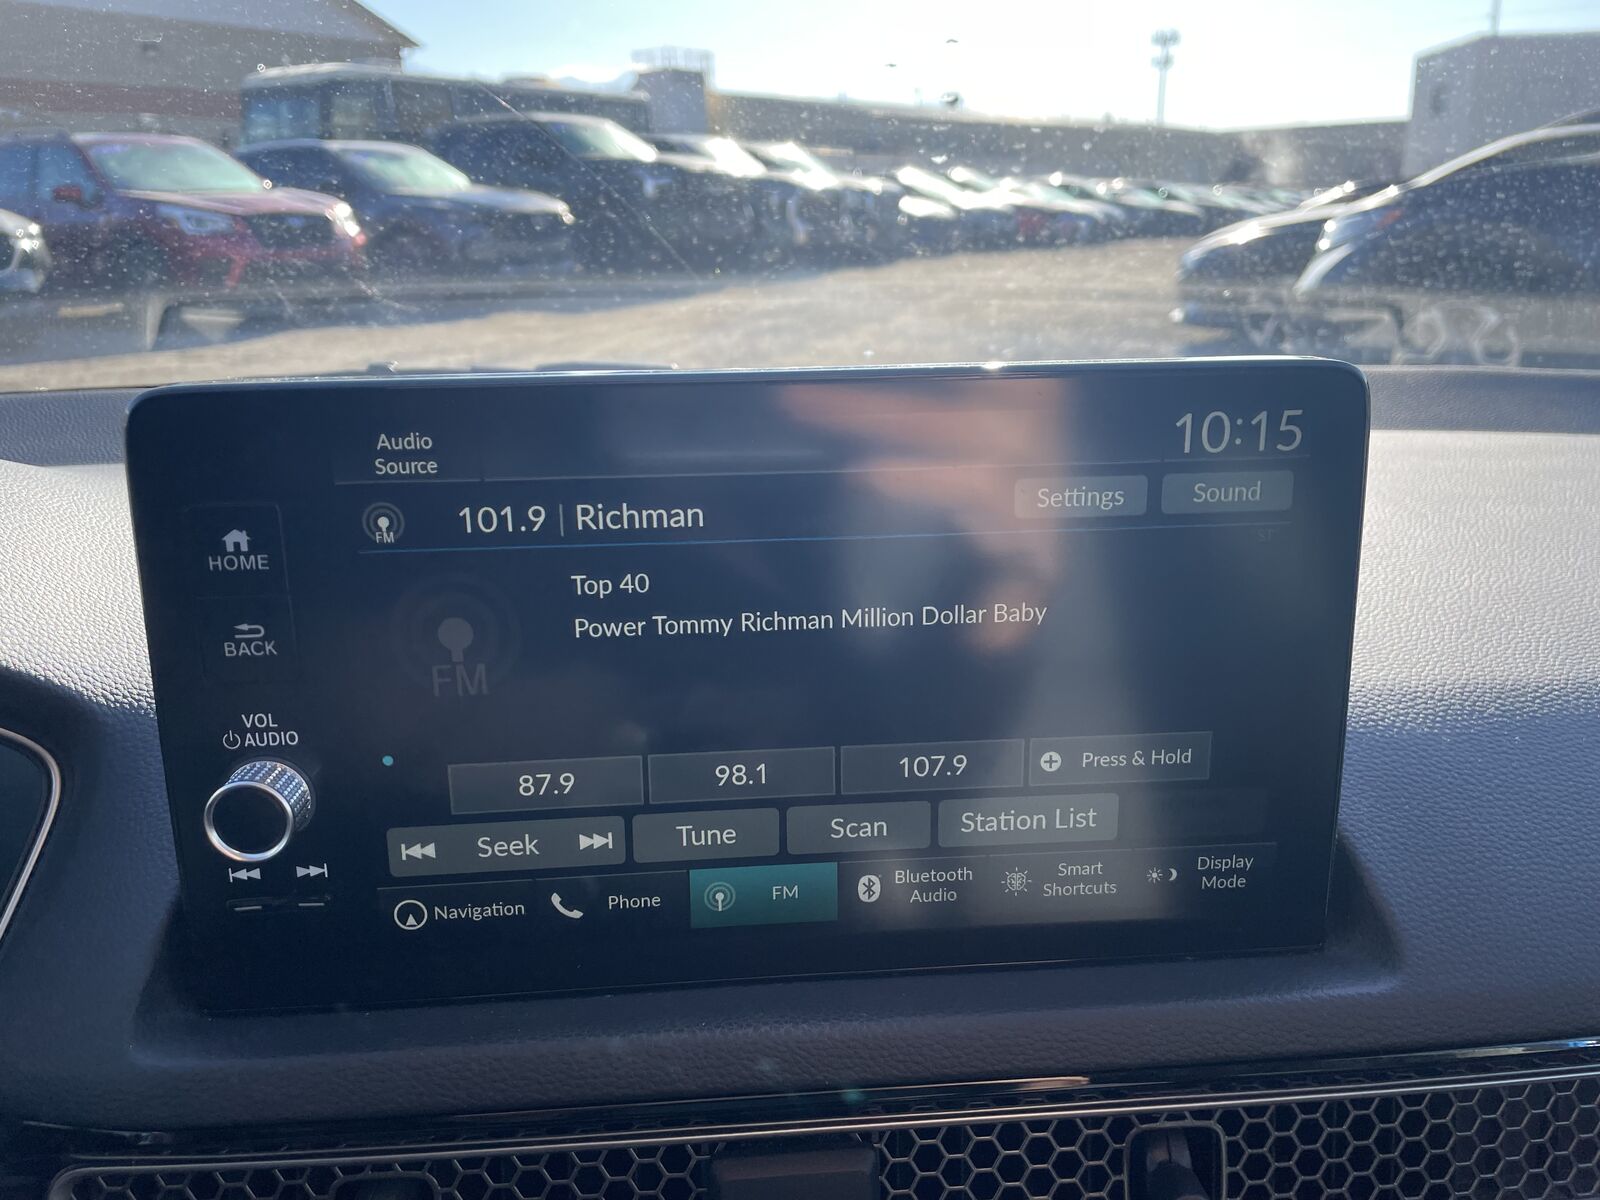 Audio
Source
10:15
FM
101.9 | Richman
Settings
Sound
ST
HOME
Top 40
Power Tommy Richman Million Dollar Baby
BACK
FM
VOL
AUDIO
87.9
98.1
107.9
Press & Hold
Seek
Tune
Scan
Station List
Navigation
Phone
FM
Bluetooth
Audio
Smart
Shortcuts
Display
Mode